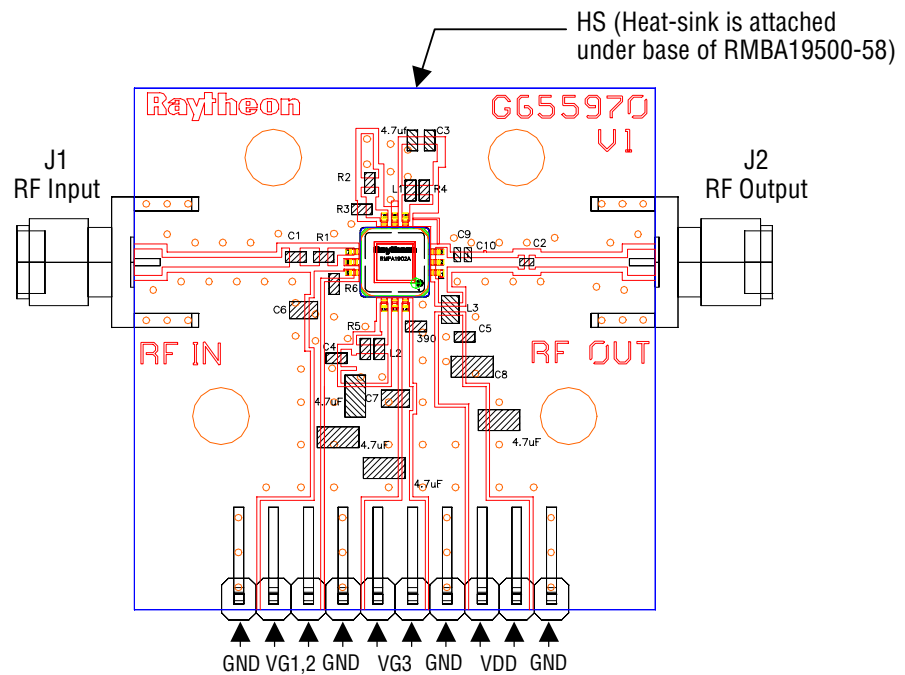 HS (Heat-sink is attached
under base of RMBA19500-58)
Raytheon
G655970
V1
J1
RF Input
J2
RF Output
4.7uf
C3
R2
L1
R4
R3
C1
R1
C9
C10
C2
Raytheon
RMPA1902A
R6
C6
L3
R5
390
C5
C4
L2
RF IN
RF OUT
C8
4.7uF
C7
4.7uF
4.7uF
4.7uF
GND VG1,2 GND VG3 GND VDD GND